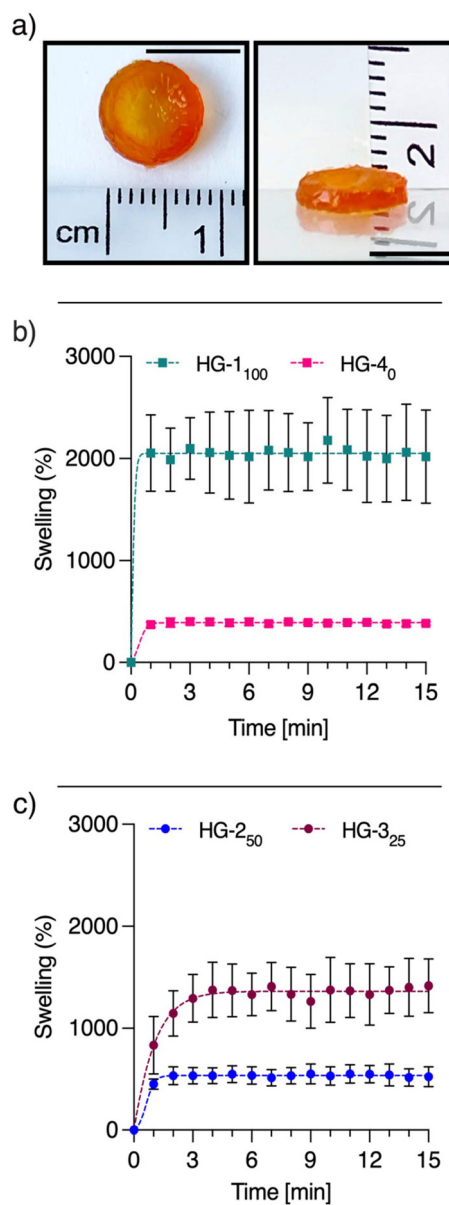 a)
cm 1
2
2
b)
HG-1₁₀₀ HG-4₀
3000
2000
1000
0
Swelling (%)
0 3 6 9 12 15
Time [min]
c)
HG-2₅₀ HG-3₂₅
3000
2000
1000
0
Swelling (%)
0 3 6 9 12 15
Time [min]